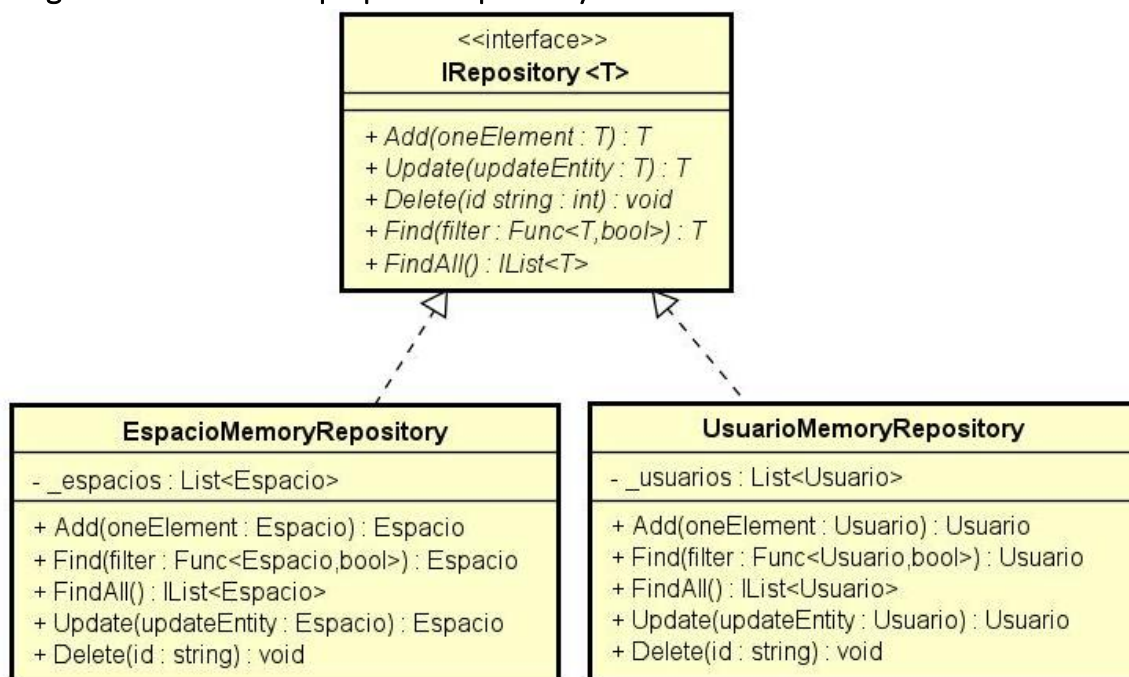 <<interface>>
IRepository <T>
+ Add(oneElement : T) : T
+ Update(updateEntity : T) : T
+ Delete(id string : int) : void
+ Find(filter : Func<T,bool>) : T
+ FindAll() : IList<T>
EspacioMemoryRepository
- _espacios : List<Espacio>
+ Add(oneElement : Espacio) : Espacio
+ Find(filter : Func<Espacio,bool>) : Espacio
+ FindAll() : IList<Espacio>
+ Update(updateEntity : Espacio) : Espacio
+ Delete(id : string) : void
UsuarioMemoryRepository
- _usuarios : List<Usuario>
+ Add(oneElement : Usuario) : Usuario
+ Find(filter : Func<Usuario,bool>) : Usuario
+ FindAll() : IList<Usuario>
+ Update(updateEntity : Usuario) : Usuario
+ Delete(id : string) : void